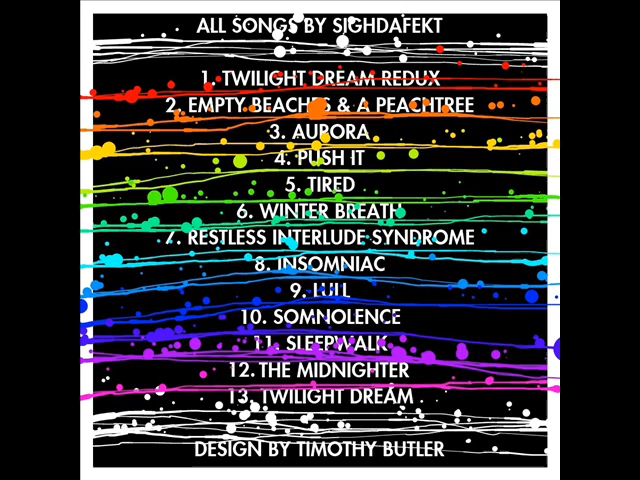 ALL SONGS BY SIGHDAFEKT
1. TWILIGHT DREAM REDUX
2. EMPTY BEACHES & A PEACHTREE
3. AURORA
4. PUSH IT
5. TIRED
6. WINTER BREATH
7. RESTLESS INTERLUDE SYNDROME
8. INSOMNIAC
9. LULL
10. SOMNOLENCE
11. SLEEPWALK
12. THE MIDNIGHTER
13. TWILIGHT DREAM
DESIGN BY TIMOTHY BUTLER